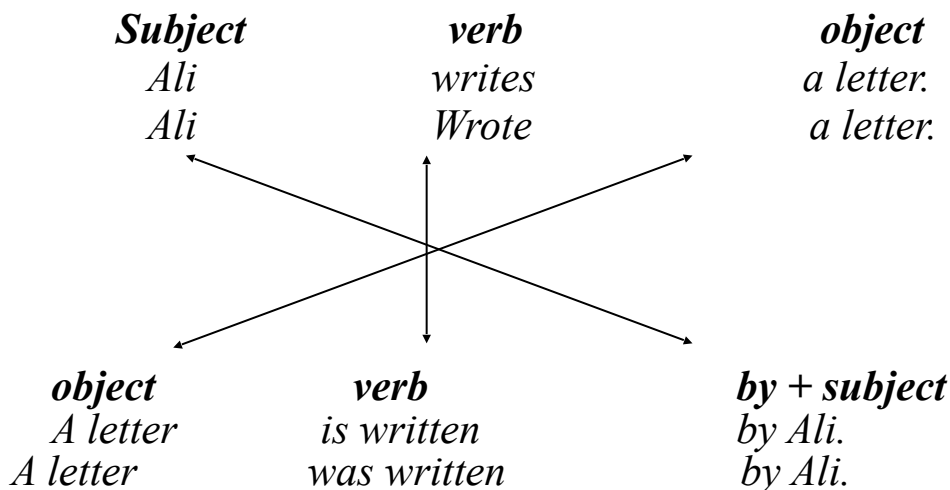 Subject verb object
Ali writes a letter.
Ali Wrote a letter.
object verb by + subject
A letter is written by Ali.
A letter was written by Ali.